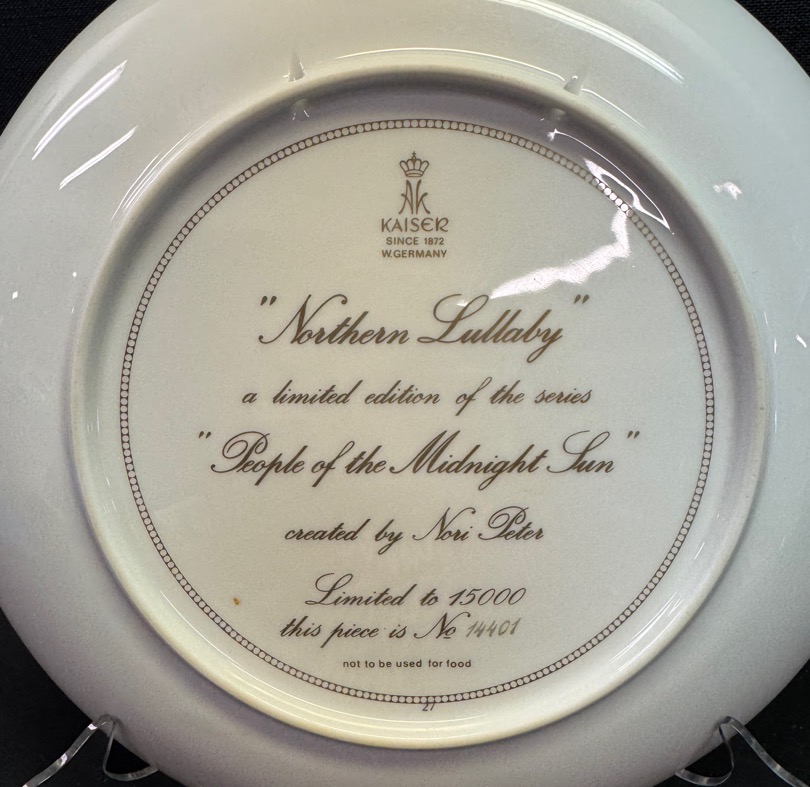 AK
KAISER
SINCE 1872
W.GERMANY
"Northern Lullaby"
a limited edition of the series
"People of the Midnight Sun"
created by Nori Peter
Limited to 15000
this piece is No 14401
not to be used for food
27